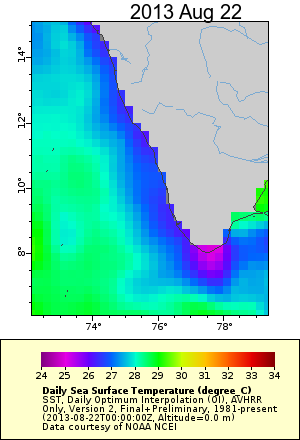 2013 Aug 22
14°
12°
10°
8°
74° 76° 78°
24 25 26 27 28 29 30 31 32 33 34
Daily Sea Surface Temperature (degree_C)
SST, Daily Optimum Interpolation (OI), AVHRR
Only, Version 2, Final+Preliminary, 1981-present
(2013-08-22T00:00:00Z, Altitude=0.0 m)
Data courtesy of NOAA NCEI